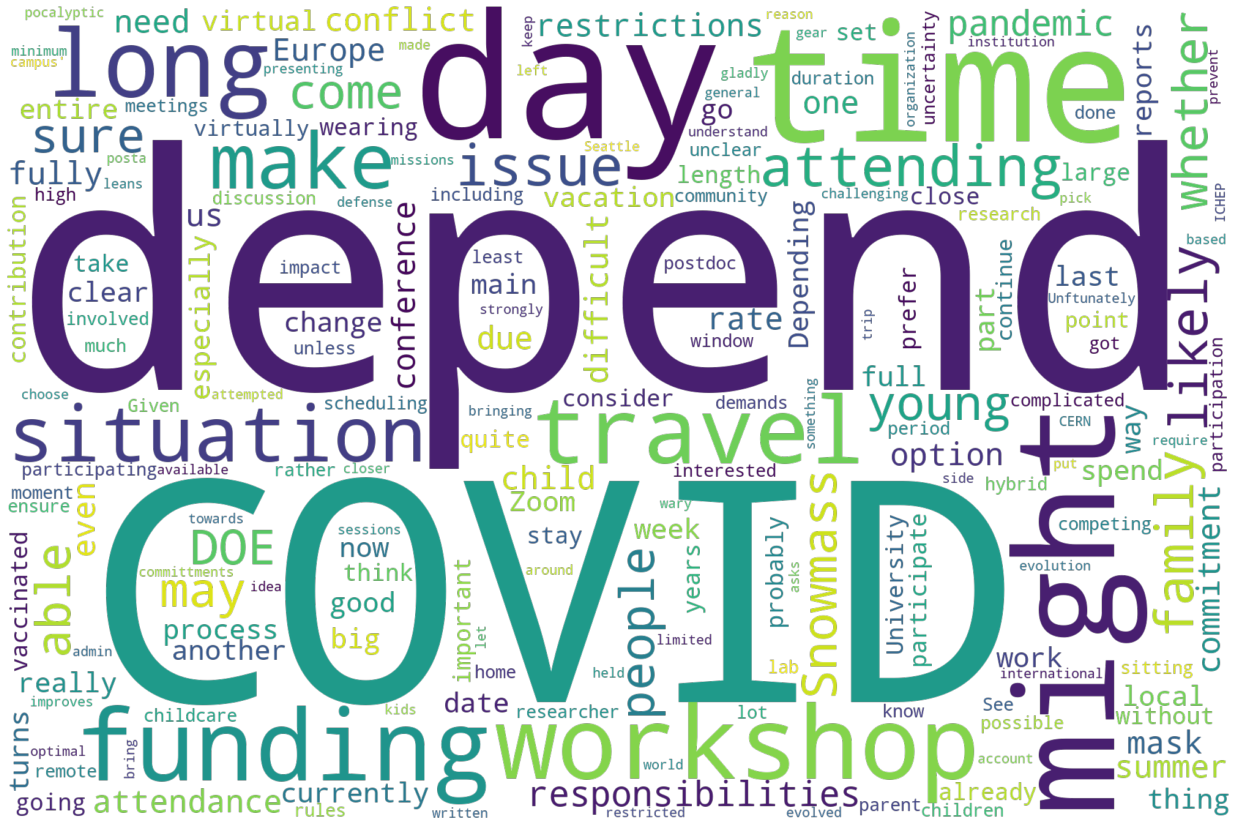 pocalyptic
need
virtual
conflict
restrictions
reason
keep
made
gear
set
pandemic
minimum
campus
long
Europe
presenting
day
time
institution
left
gladly
duration
one
organization
uncertainty
done
reports
prevent
entire
meetings
come
general
go
whether
sure
virtually
wearing
understand
make
missions
issue
Seattle
unclear
attending
large
fully
posta
leans
high
discussion
defense
including
vacation
length
community
challenging
close
pick
research
ICHEP
contribution
us
especially
conference
depend
difficult
Depending
prefer
part
continue
based
likely
take
clear
involved
much
impact
change
unless
least
main
strongly
due
postdoc
window
rate
trip
last
Unftunately
point
got
choose
Given
attempted
scheduling
bringing
consider
demands
something
full
young
period
complicated
CERN
way
require
participation
situation
quite
travel
option
put
spend
participating
available
rather
closer
child
interested
side
hybrid
family
moment
ensure
even
able
towards
DOE
sessions
now
think
Zoom
wary
stay
week
years
Snowmass
might
competing
commitment
vaccinated
committments
idea
may
good
big
around
people
probably
asks
University
participate
evolution
process
another
important
let
home
held
limited
lab
work
international
sitting
admin
really
improves
COVID
date
researcher
lot
know
See
possible
local
without
childcare
kids
turns
optimal
remote
bring
funding
workshop
world
account
mask
summer
going
attendance
currently
rules
written
responsibilities
restricted
evolved
parent
already
children
thing